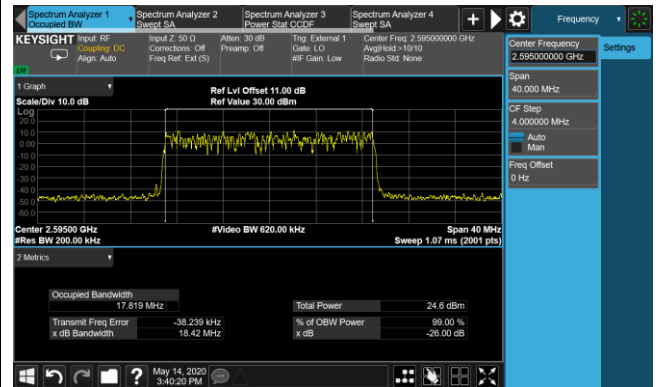 Spectrum Analyzer 1
Occupied BW
Spectrum Analyzer 2
Swept SA
Spectrum Analyzer 3
Power Stat CCDF
Spectrum Analyzer 4
Swept SA
Frequency
KEYSIGHT
Input: RF
Coupling: DC
Align: Auto
Input Z: 50 Ω
Corrections: Off
Freq Ref: Ext (S)
Atten: 30 dB
Preamp: Off
Trig: External 1
Gate: LO
#IF Gain: Low
Center Freq: 2.595000000 GHz
Avg|Hold:>10/10
Radio Std: None
LXI
Center Frequency
2.595000000 GHz
Settings
Span
40.000 MHz
CF Step
4.000000 MHz
Auto
Man
Freq Offset
0 Hz
1 Graph
Scale/Div 10.0 dB
Ref Lvl Offset 11.00 dB
Ref Value 30.00 dBm
Log
20.0
10.0
0.00
-10.0
-20.0
-30.0
-40.0
-50.0
-60.0
Center 2.59500 GHz
#Res BW 200.00 kHz
#Video BW 620.00 kHz
Span 40 MHz
Sweep 1.07 ms (2001 pts)
2 Metrics
Occupied Bandwidth
17.819 MHz
Total Power 24.6 dBm
Transmit Freq Error -38.239 kHz
% of OBW Power 99.00 %
x dB Bandwidth 18.42 MHz
x dB -26.00 dB
?
May 14, 2020
3:40:20 PM